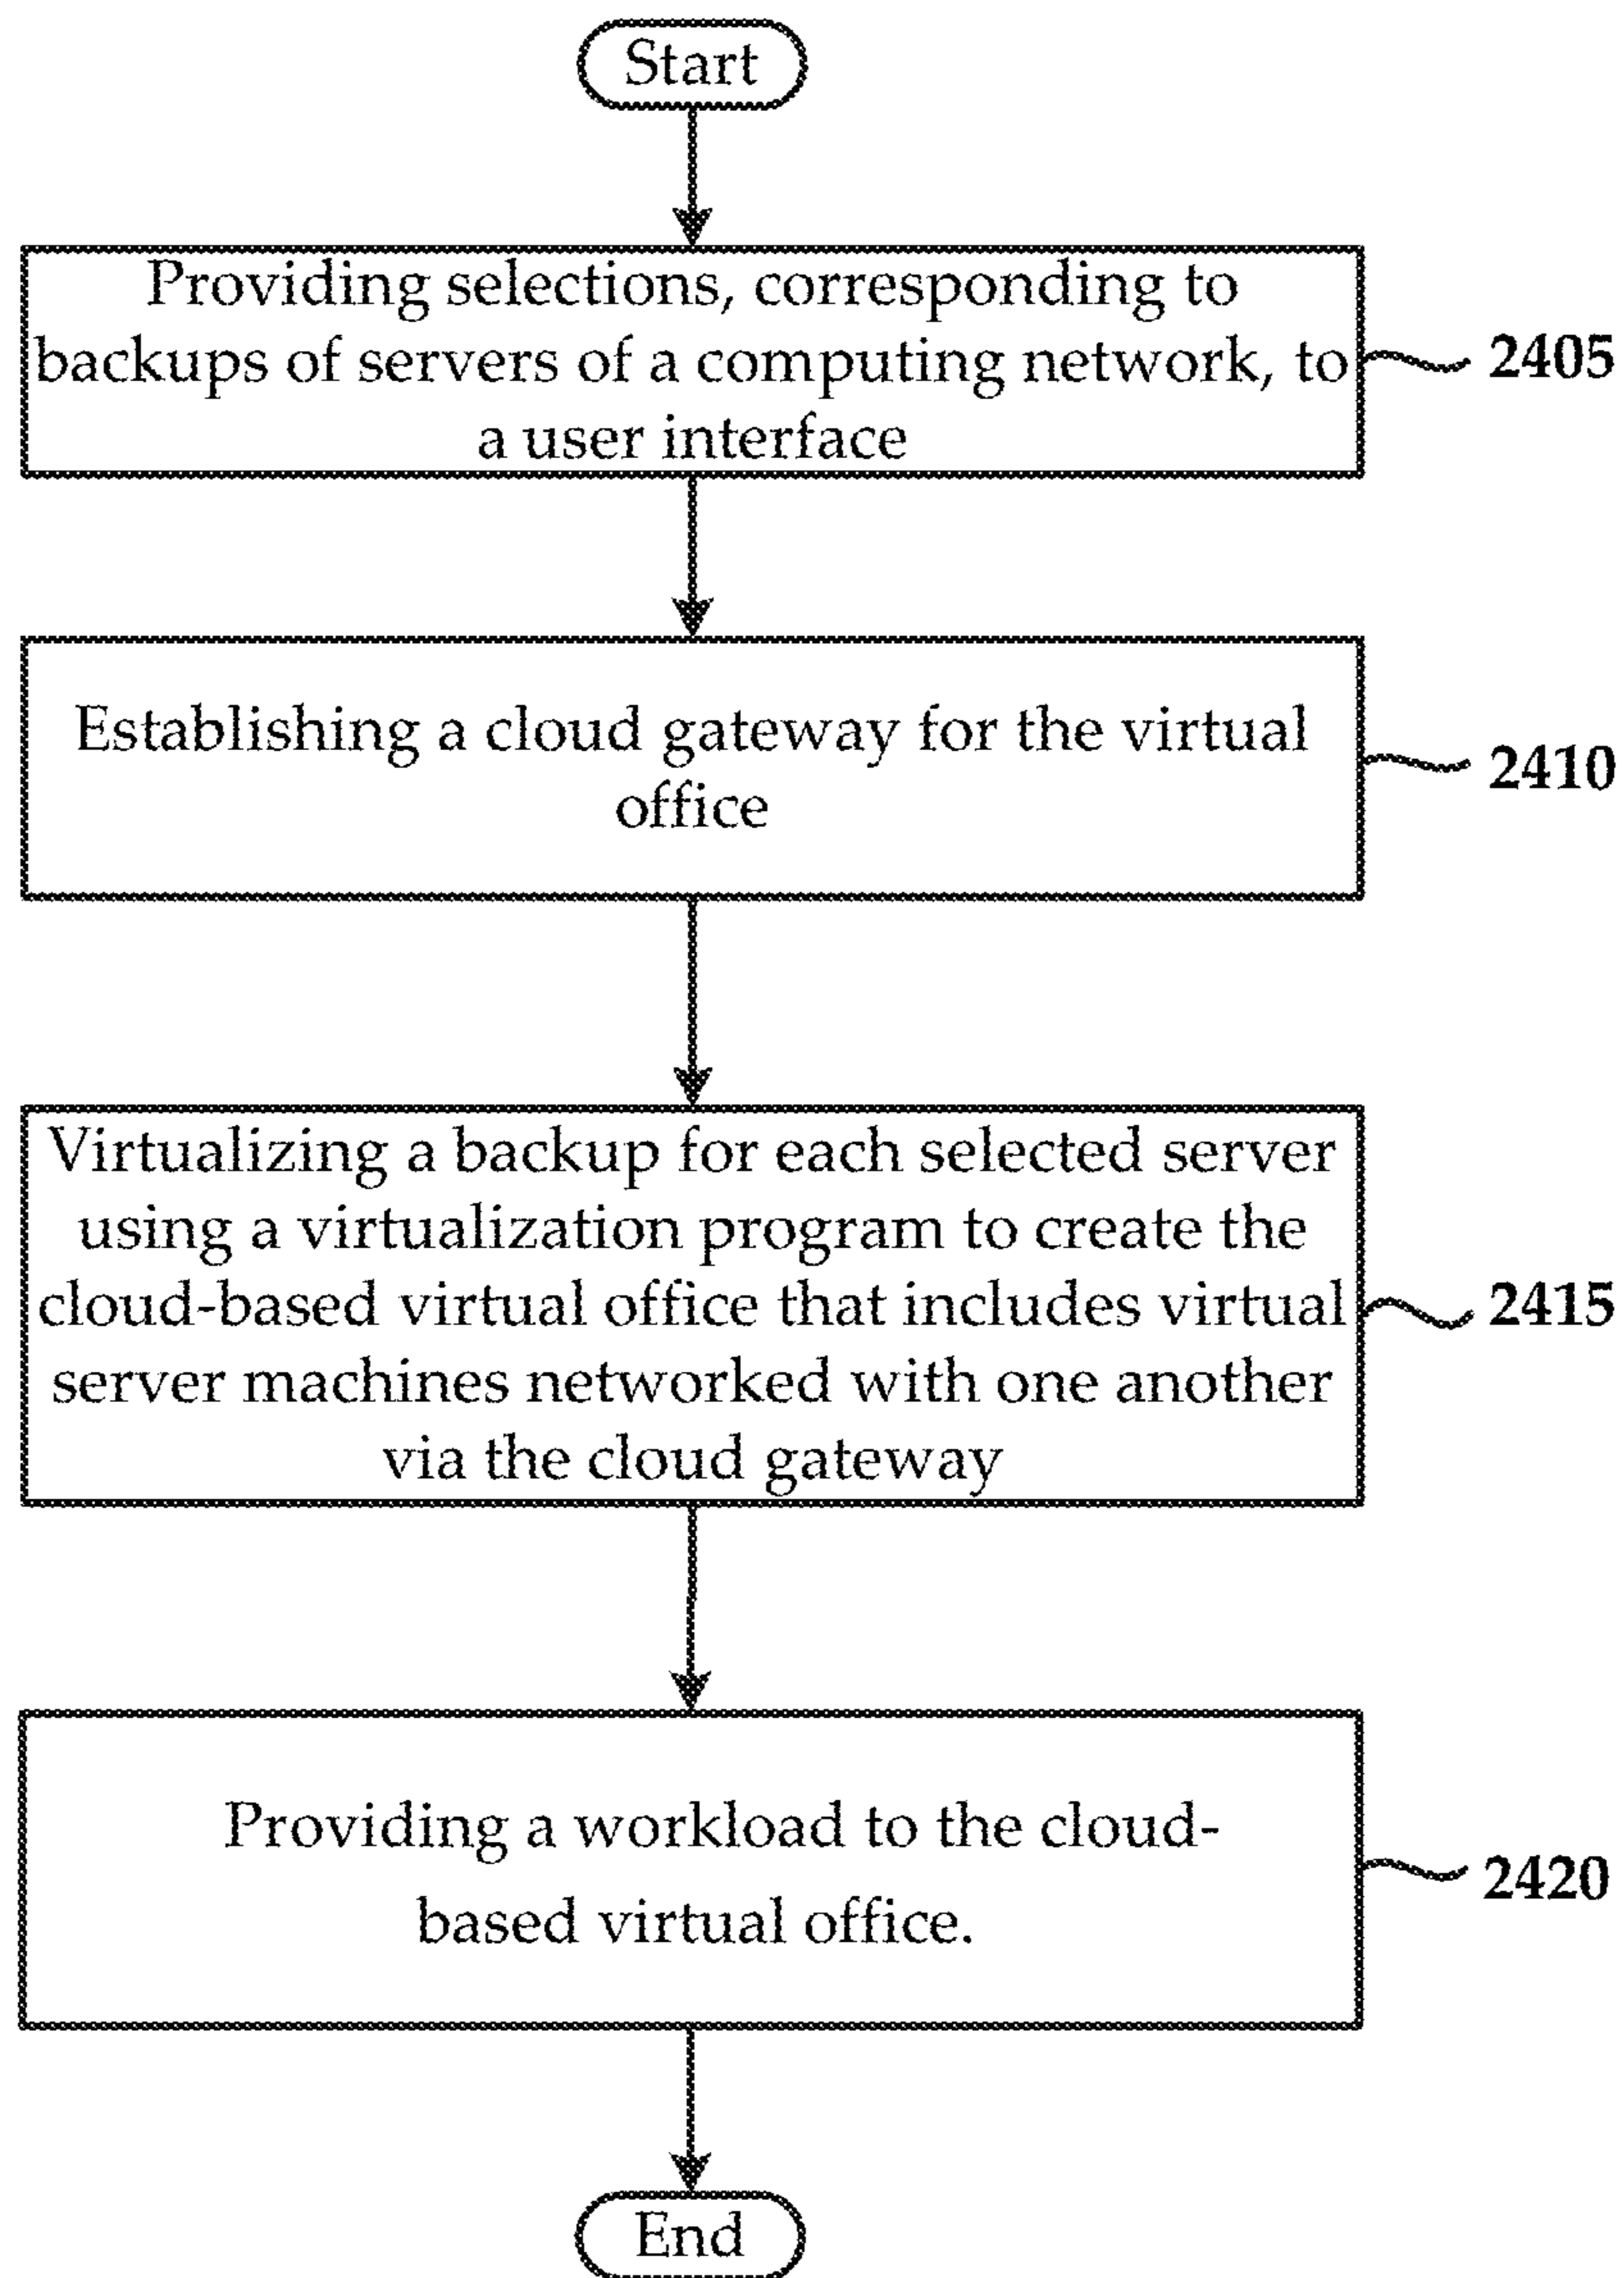 Start
Providing selections, corresponding to
backups of servers of a computing network, to
a user interface
2405
Establishing a cloud gateway for the virtual
office
2410
Virtualizing a backup for each selected server
using a virtualization program to create the
cloud-based virtual office that includes virtual
server machines networked with one another
via the cloud gateway
2415
Providing a workload to the cloud-
based virtual office.
2420
End